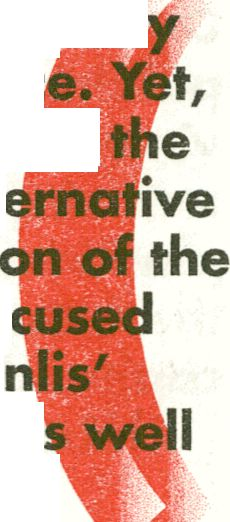 y
e. Yet,
the
ernative
on of the
cused
nlis’
s well